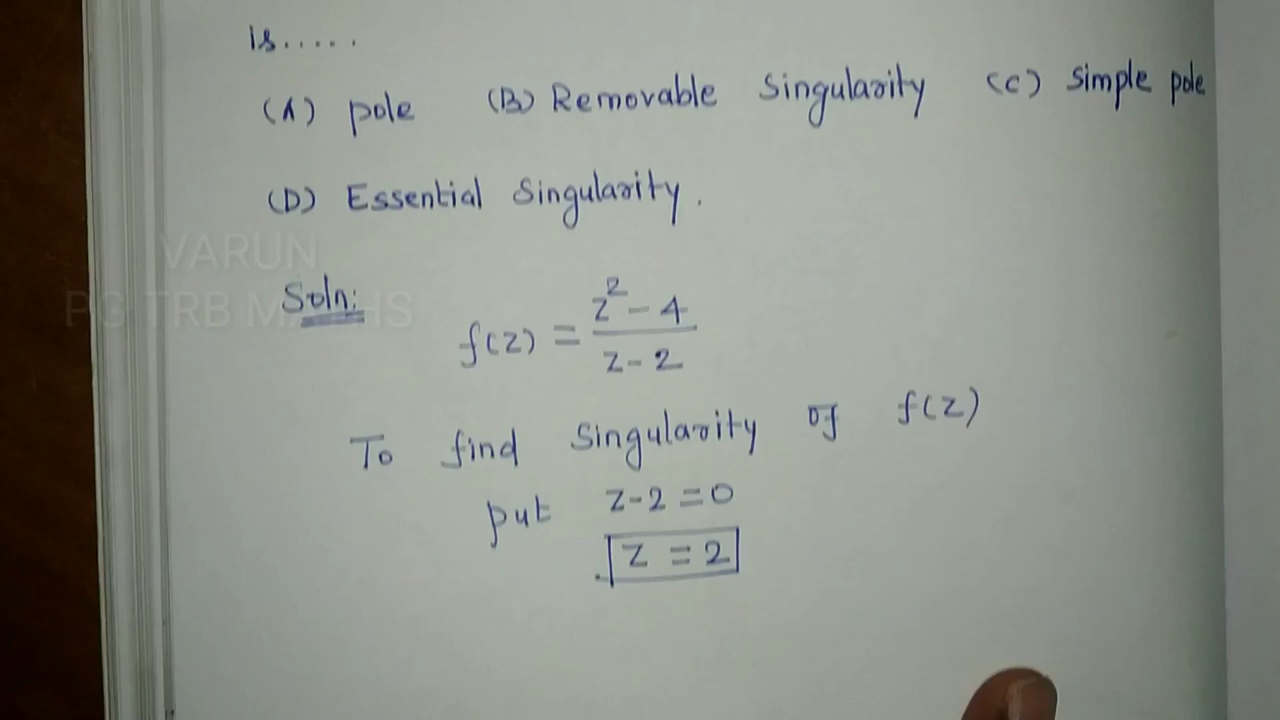 is.....
(A) pole (B) Removable Singularity (C) Simple pole
(D) Essential Singularity.
VARUN
PG TRB MATHS
Soln:
f(z) = z² - 4 / z - 2
To find Singularity of f(z)
put z - 2 = 0
z = 2